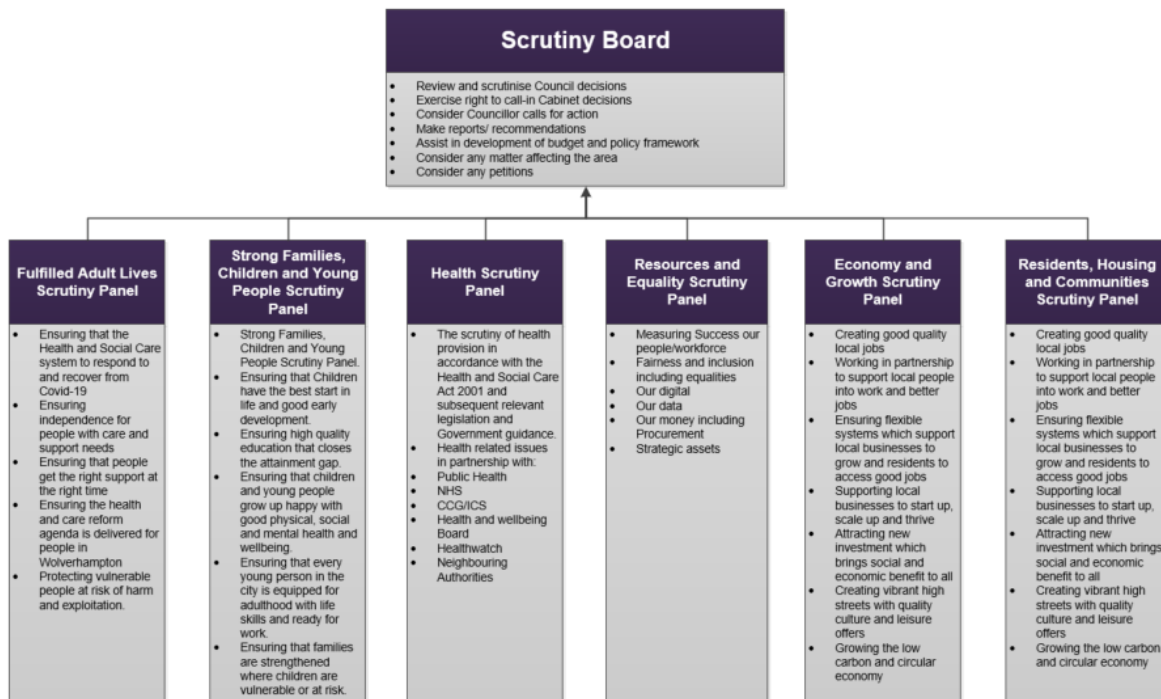 Scrutiny Board
• Review and scrutinise Council decisions
• Exercise right to call-in Cabinet decisions
• Consider Councillor calls for action
• Make reports/ recommendations
• Assist in development of budget and policy framework
• Consider any matter affecting the area
• Consider any petitions
Fulfilled Adult Lives
Scrutiny Panel
• Ensuring that the
Health and Social Care
system to respond to
and recover from
Covid-19
• Ensuring
independence for
people with care and
support needs
• Ensuring that people
get the right support at
the right time
• Ensuring the health
and care reform
agenda is delivered for
people in
Wolverhampton
• Protecting vulnerable
people at risk of harm
and exploitation.
Strong Families,
Children and Young
People Scrutiny
Panel
• Strong Families,
Children and Young
People Scrutiny Panel.
• Ensuring that Children
have the best start in
life and good early
development.
• Ensuring high quality
education that closes
the attainment gap.
• Ensuring that children
and young people
grow up happy with
good physical, social
and mental health and
wellbeing.
• Ensuring that every
young person in the
city is equipped for
adulthood with life
skills and ready for
work.
• Ensuring that families
are strengthened
where children are
vulnerable or at risk.
Health Scrutiny
Panel
• The scrutiny of health
provision in
accordance with the
Health and Social Care
Act 2001 and
subsequent relevant
legislation and
Government guidance.
• Health related issues
in partnership with:
• Public Health
• NHS
• CCG/ICS
• Health and wellbeing
Board
• Healthwatch
• Neighbouring
Authorities
Resources and
Equality Scrutiny
Panel
• Measuring Success our
people/workforce
• Fairness and inclusion
including equalities
• Our digital
• Our data
• Our money including
Procurement
• Strategic assets
Economy and
Growth Scrutiny
Panel
• Creating good quality
local jobs
• Working in partnership
to support local people
into work and better
jobs
• Ensuring flexible
systems which support
local businesses to
grow and residents to
access good jobs
• Supporting local
businesses to start up,
scale up and thrive
• Attracting new
investment which
brings social and
economic benefit to all
• Creating vibrant high
streets with quality
culture and leisure
offers
• Growing the low
carbon and circular
economy
Residents, Housing
and Communities
Scrutiny Panel
• Creating good quality
local jobs
• Working in partnership
to support local people
into work and better
jobs
• Ensuring flexible
systems which support
local businesses to
grow and residents to
access good jobs
• Supporting local
businesses to start up,
scale up and thrive
• Attracting new
investment which brings
social and economic
benefit to all
• Creating vibrant high
streets with quality
culture and leisure
offers
• Growing the low carbon
and circular economy